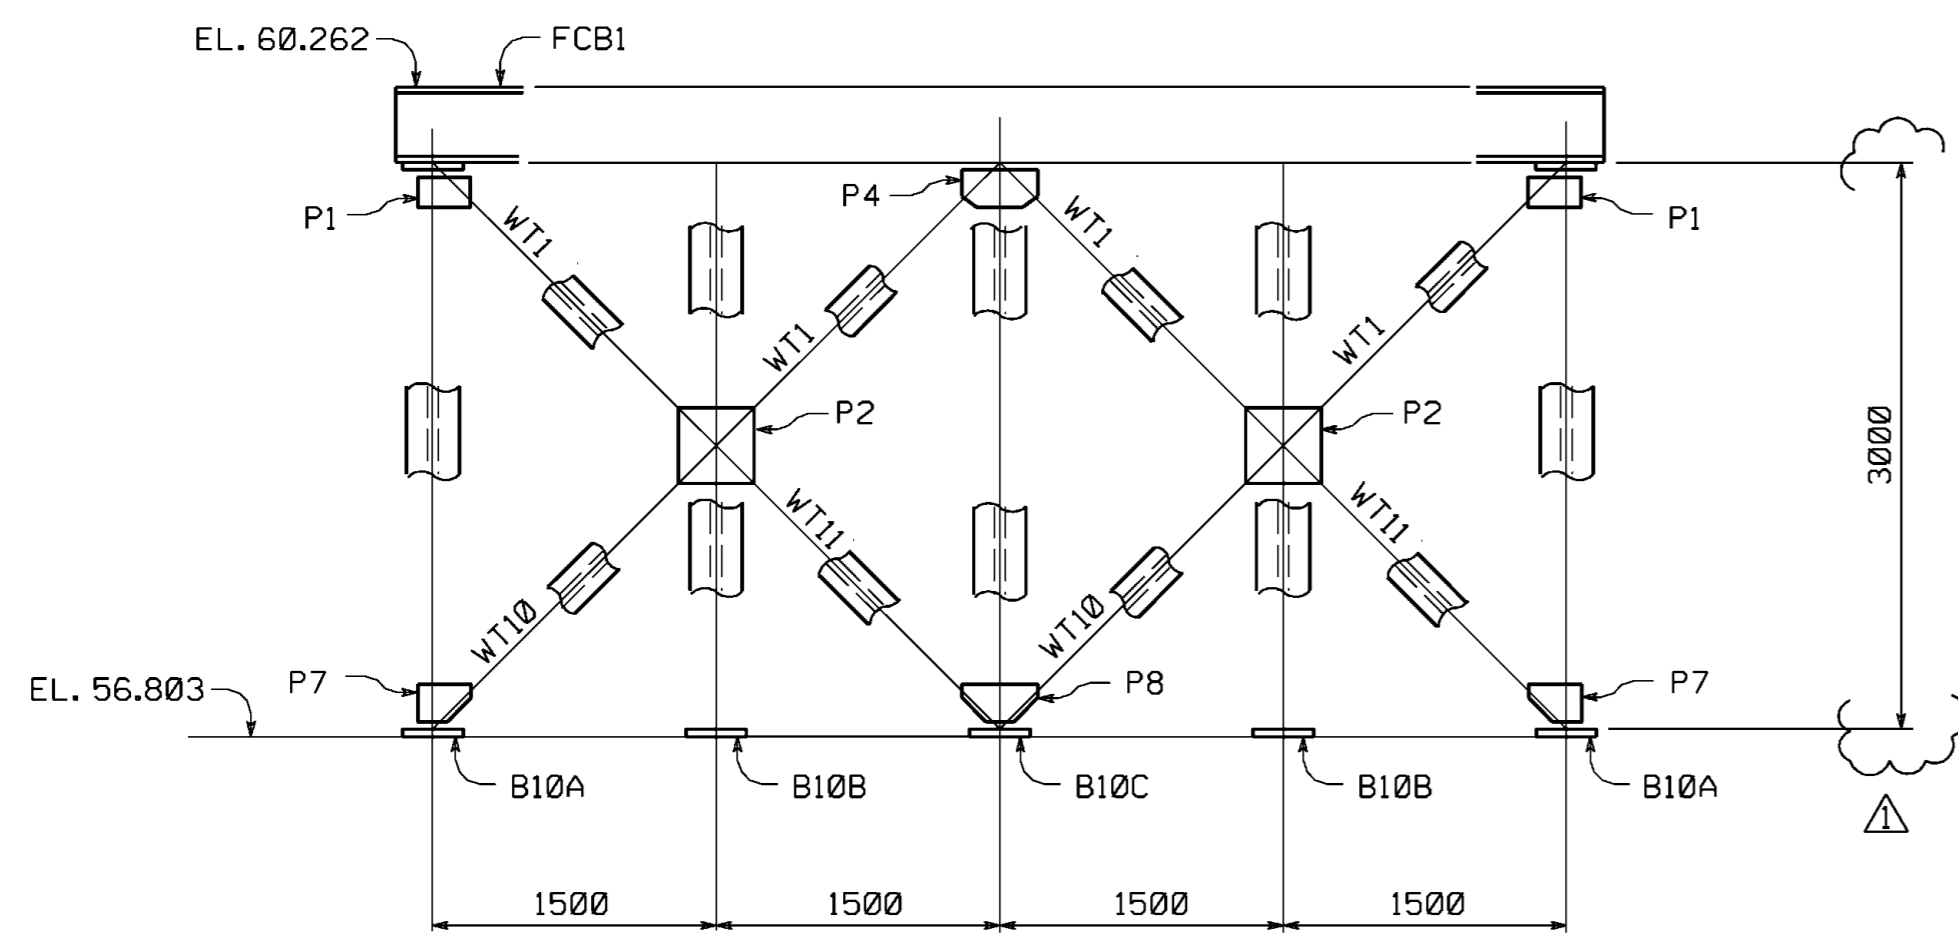 EL. 60.262
FCB1
P1
WT1
P4
WT1
P1
WT1
WT1
P2
P2
3000
WT11
WT11
WT10
WT10
EL. 56.803
P7
P8
P7
B10A
B10B
B10C
B10B
B10A
1
1500
1500
1500
1500